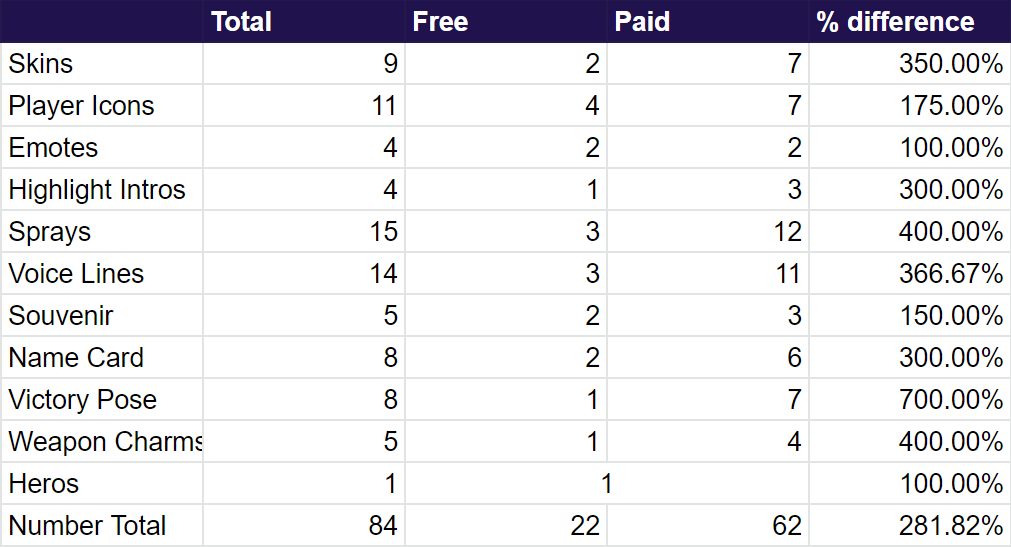 Total Free Paid % difference
Skins 9 2 7 350.00%
Player Icons 11 4 7 175.00%
Emotes 4 2 2 100.00%
Highlight Intros 4 1 3 300.00%
Sprays 15 3 12 400.00%
Voice Lines 14 3 11 366.67%
Souvenir 5 2 3 150.00%
Name Card 8 2 6 300.00%
Victory Pose 8 1 7 700.00%
Weapon Charms 5 1 4 400.00%
Heros 1 1 100.00%
Number Total 84 22 62 281.82%